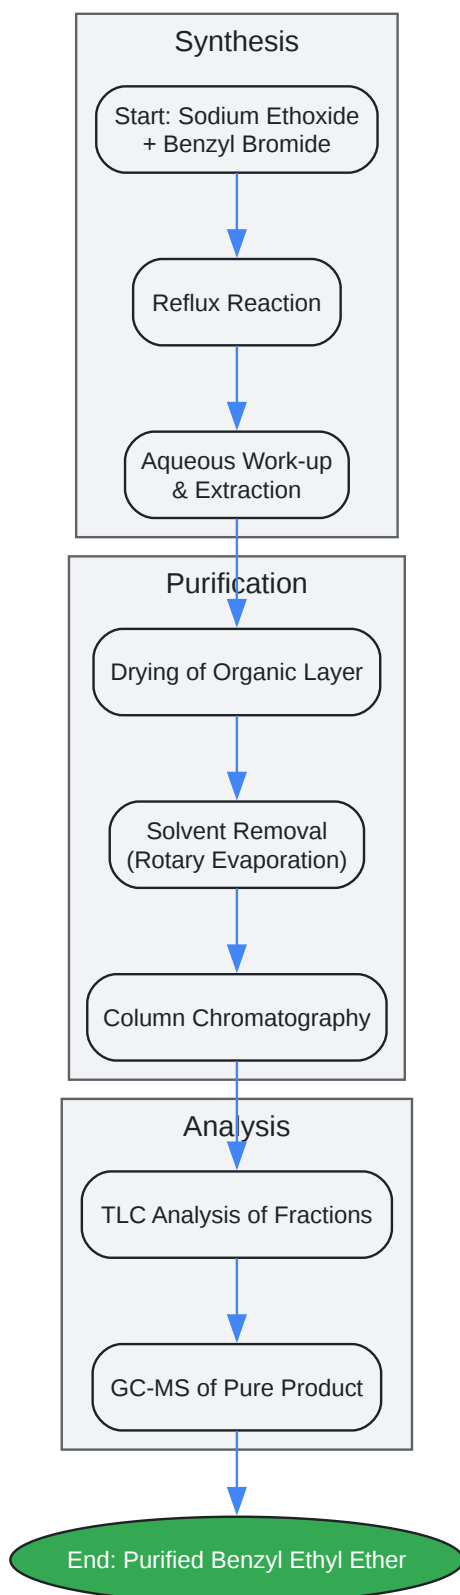 Synthesis
Start: Sodium Ethoxide
+ Benzyl Bromide
Reflux Reaction
Aqueous Work-up
& Extraction
Purification
Drying of Organic Layer
Solvent Removal
(Rotary Evaporation)
Column Chromatography
Analysis
TLC Analysis of Fractions
GC-MS of Pure Product
End: Purified Benzyl Ethyl Ether